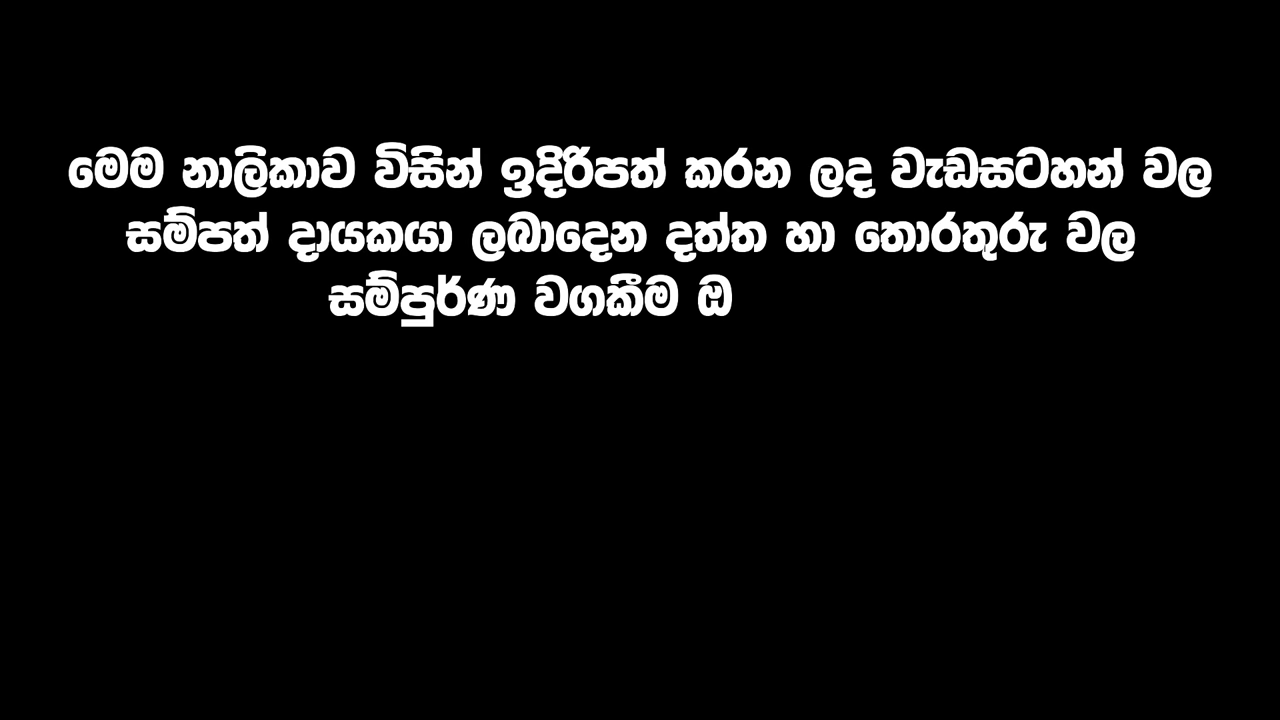 මෙම නාලිකාව විසින් ඉදිරිපත් කරන ලද වැඩසටහන් වල
සම්පත් දායකයා ලබාදෙන දත්ත හා තොරතුරු වල
සම්පුර්ණ වගකීම ඔ